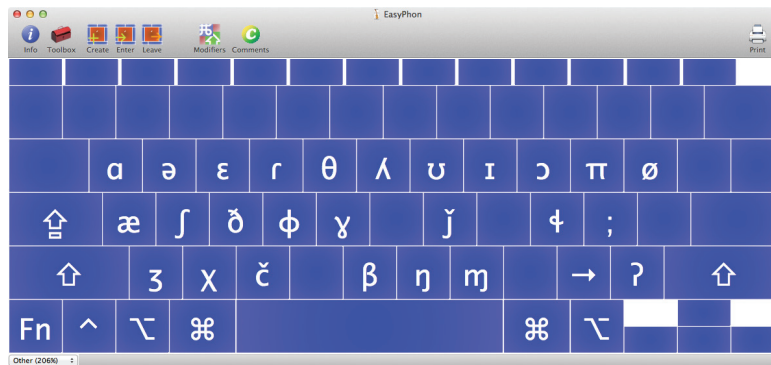 EasyPhon
Info Toolbox Create Enter Leave Modifiers Comments Print
ɑ ə ɛ ɾ θ ʎ ʊ ɪ ɔ π ø
æ ʃ ð ɸ ɣ ǰ ;
ʒ χ č β ŋ ɱ → ʔ
Fn ^ ⌥ ⌘ ⌘ ⌥
Other (206%)